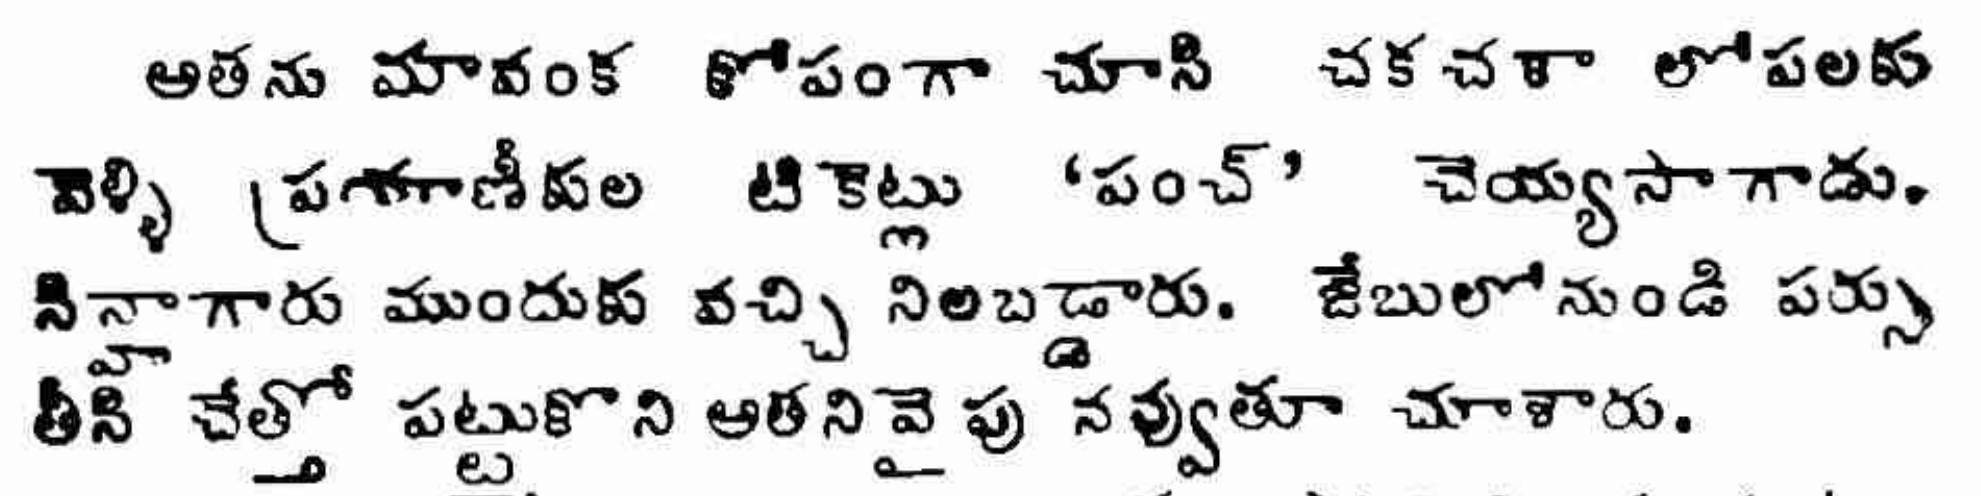 అతను మావంక కోపంగా చూసి చకచకా లోపలకు
వెళ్ళి ప్రయాణీకుల టికెట్లు ‘పంచ్’ చెయ్యసాగాడు.
సిన్హాగారు ముందుకు వచ్చి నిలబడ్డారు. జేబులోనుండి పర్సు
తీసి చేత్తో పట్టుకొని అతనివైపు నవ్వుతూ చూశారు.